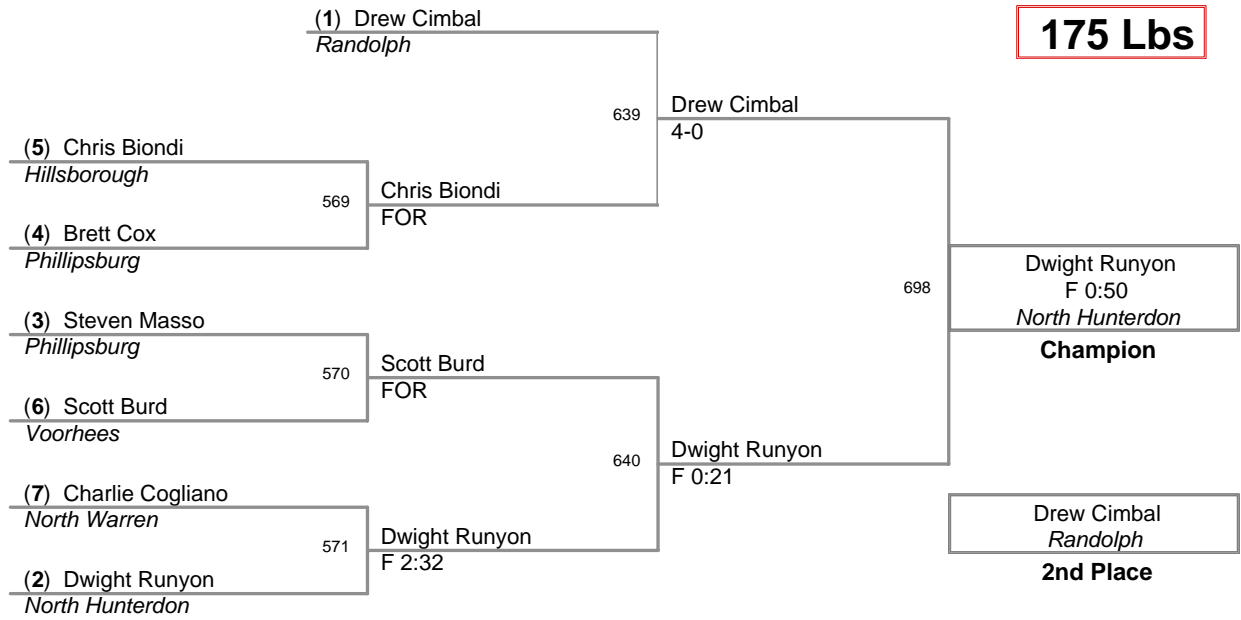 (1) Drew Cimbal
Randolph
175 Lbs
639
Drew Cimbal
4-0
(5) Chris Biondi
Hillsborough
569
Chris Biondi
FOR
(4) Brett Cox
Phillipsburg
698
Dwight Runyon
F 0:50
North Hunterdon
Champion
(3) Steven Masso
Phillipsburg
570
Scott Burd
FOR
(6) Scott Burd
Voorhees
640
Dwight Runyon
F 0:21
(7) Charlie Cogliano
North Warren
571
Dwight Runyon
F 2:32
(2) Dwight Runyon
North Hunterdon
Drew Cimbal
Randolph
2nd Place